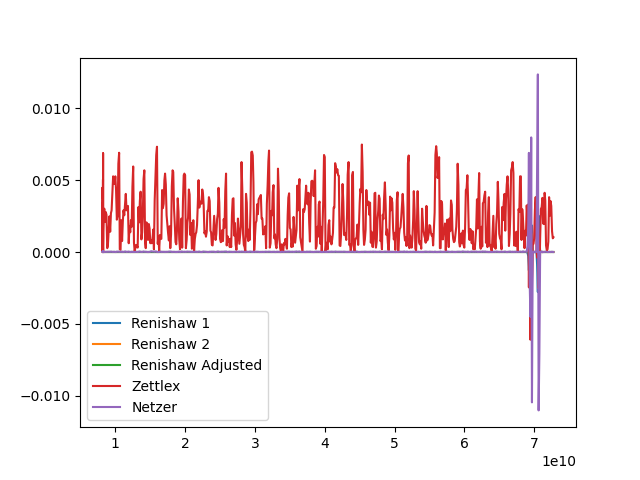 0.010
0.005
0.000
−0.005
−0.010
Renishaw 1
Renishaw 2
Renishaw Adjusted
Zettlex
Netzer
1 2 3 4 5 6 7
1e10